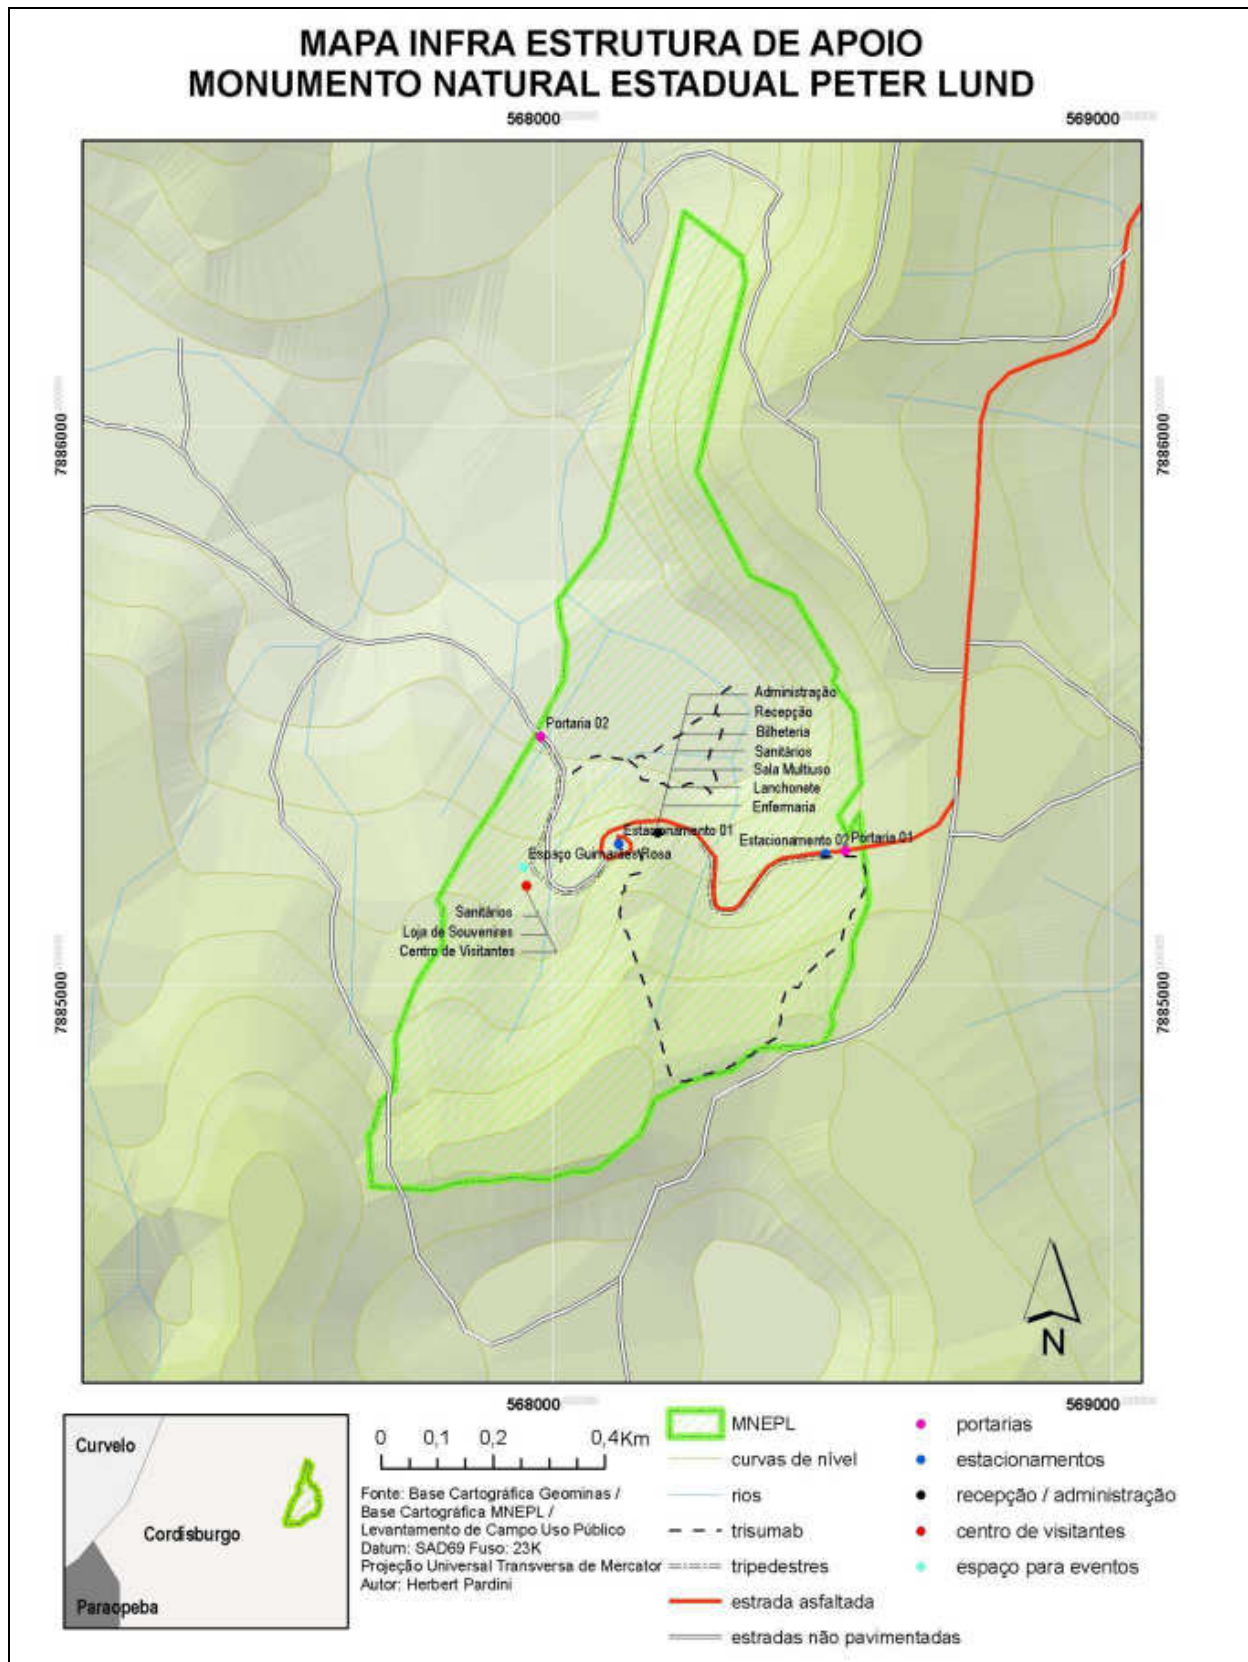 MAPA INFRA ESTRUTURA DE APOIO
MONUMENTO NATURAL ESTADUAL PETER LUND
568000
569000
7886000
7886000
Administração
Recepção
Bilheteria
Sanitários
Sala Multiuso
Lanchonete
Enfermaria
Portaria 02
Estacionamento 01
Estacionamento 02
Portaria 01
Espaço Guimarães Rosa
Sanitários
Loja de Souvenires
Centro de Visitantes
7885000
7885000
N
568000
569000
Curvelo
Cordisburgo
Paraopeba
0 0,1 0,2 0,4Km
Fonte: Base Cartográfica Geominas /
Base Cartográfica MNEPL /
Levantamento de Campo Uso Público
Datum: SAD69 Fuso: 23K
Projeção Universal Transversa de Mercator
Autor: Herbert Pardini
MNEPL
curvas de nível
rios
trisumab
tripedestres
estrada asfaltada
estradas não pavimentadas
portarias
estacionamentos
recepção / administração
centro de visitantes
espaço para eventos